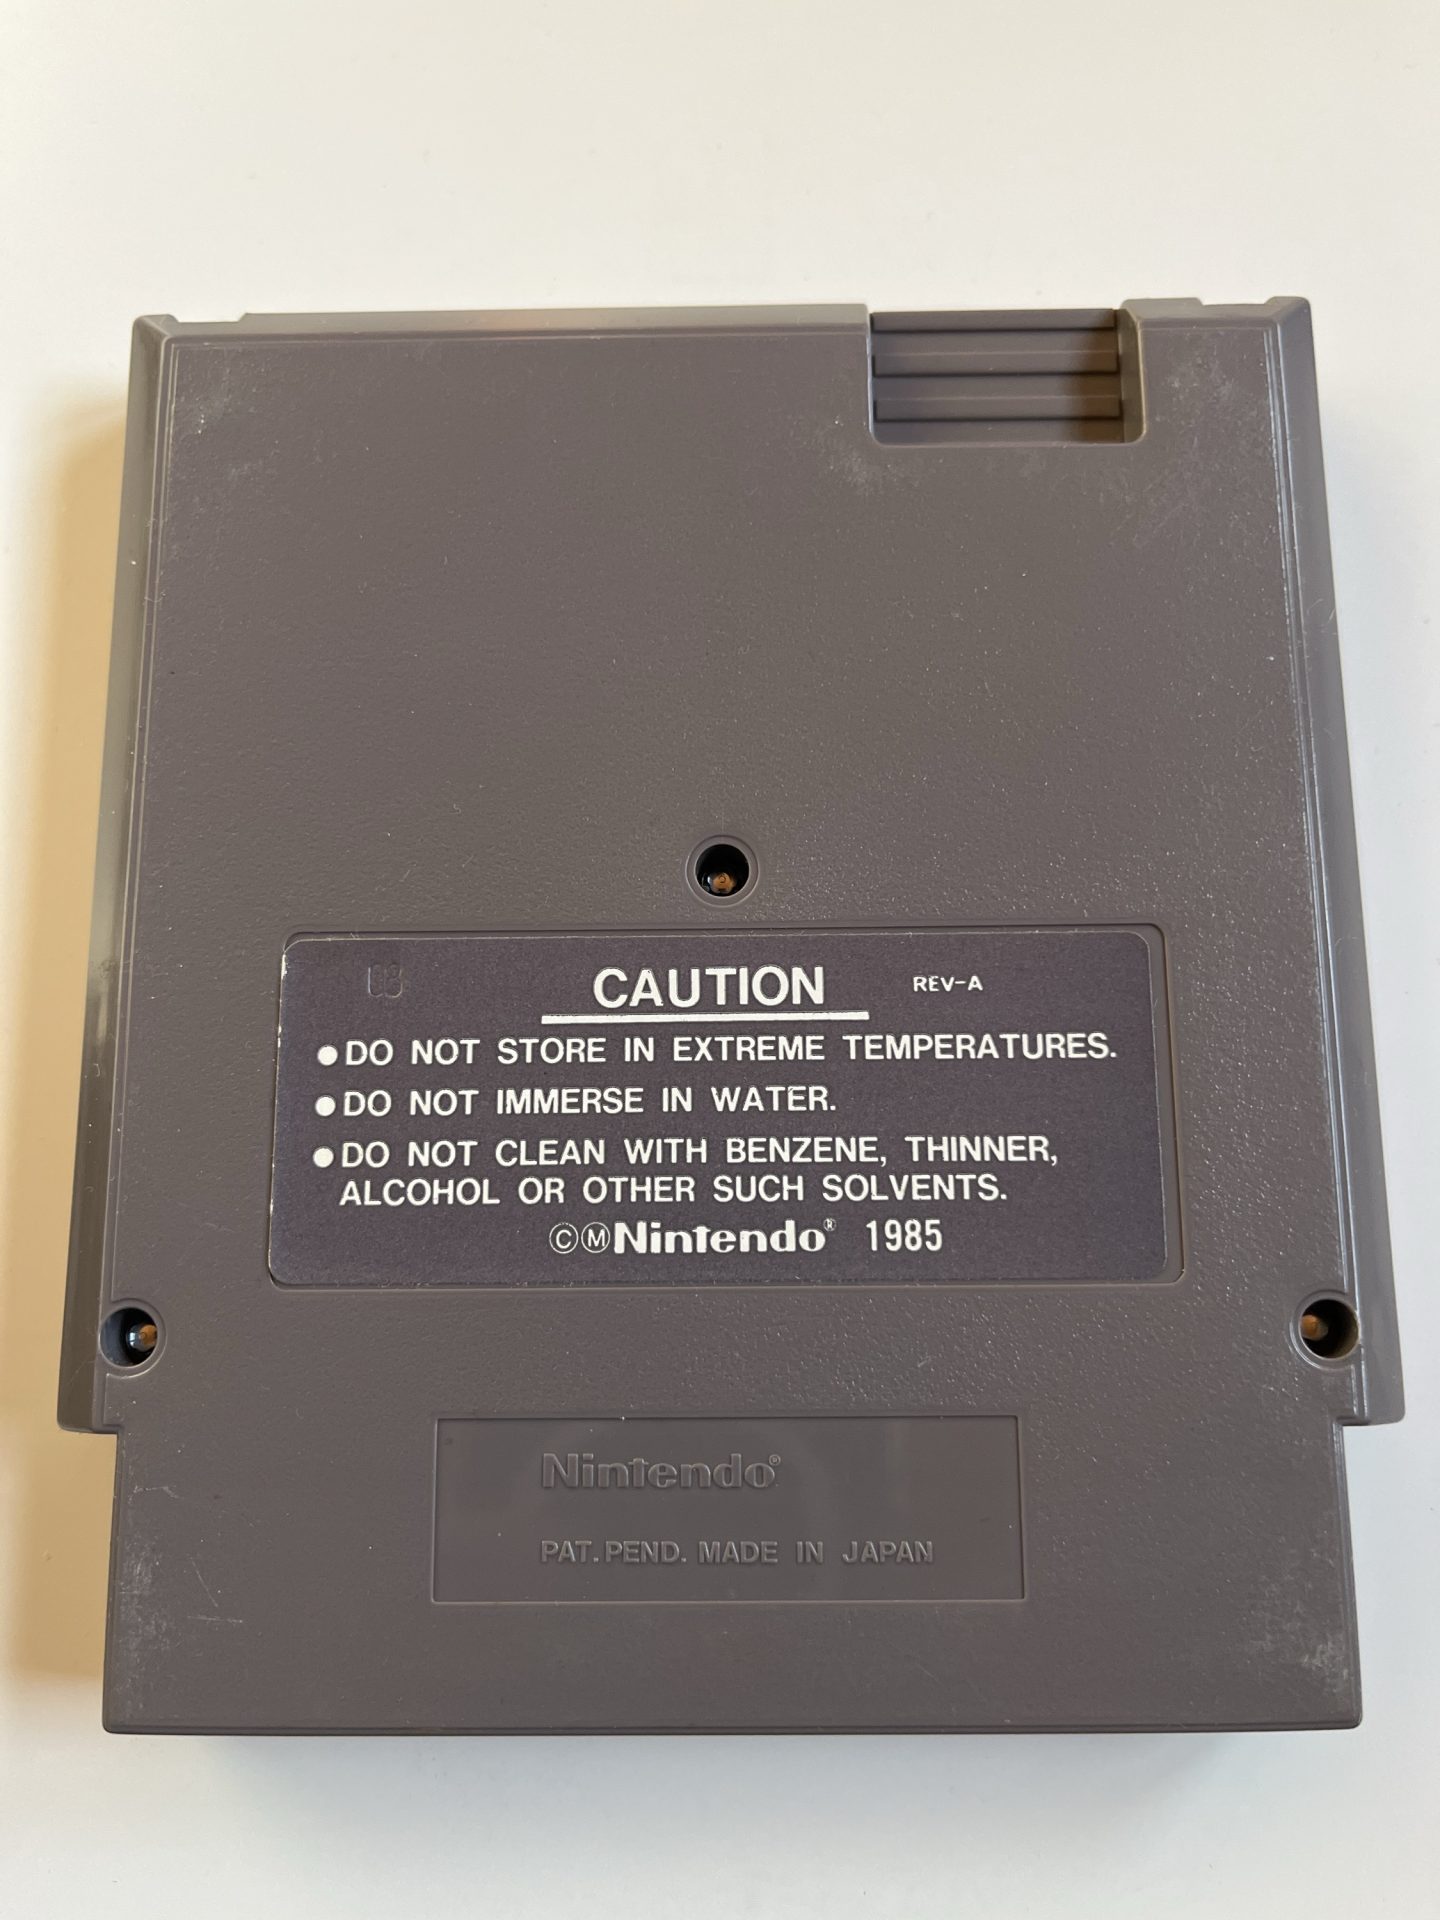 CAUTION REV-A
●DO NOT STORE IN EXTREME TEMPERATURES.
●DO NOT IMMERSE IN WATER.
●DO NOT CLEAN WITH BENZENE, THINNER,
ALCOHOL OR OTHER SUCH SOLVENTS.
©ⓂNintendo® 1985
Nintendo®
PAT. PEND. MADE IN JAPAN